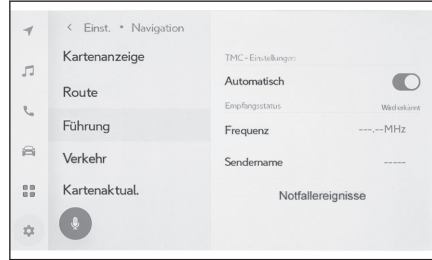 < Einst. • Navigation
Kartenanzeige
Route
Führung
Verkehr
Kartenaktual.
TMC-Einstellungen
Automatisch
Empfangsstatus
Wird erkannt
Frequenz
---.--MHz
Sendername
-----
Notfallereignisse